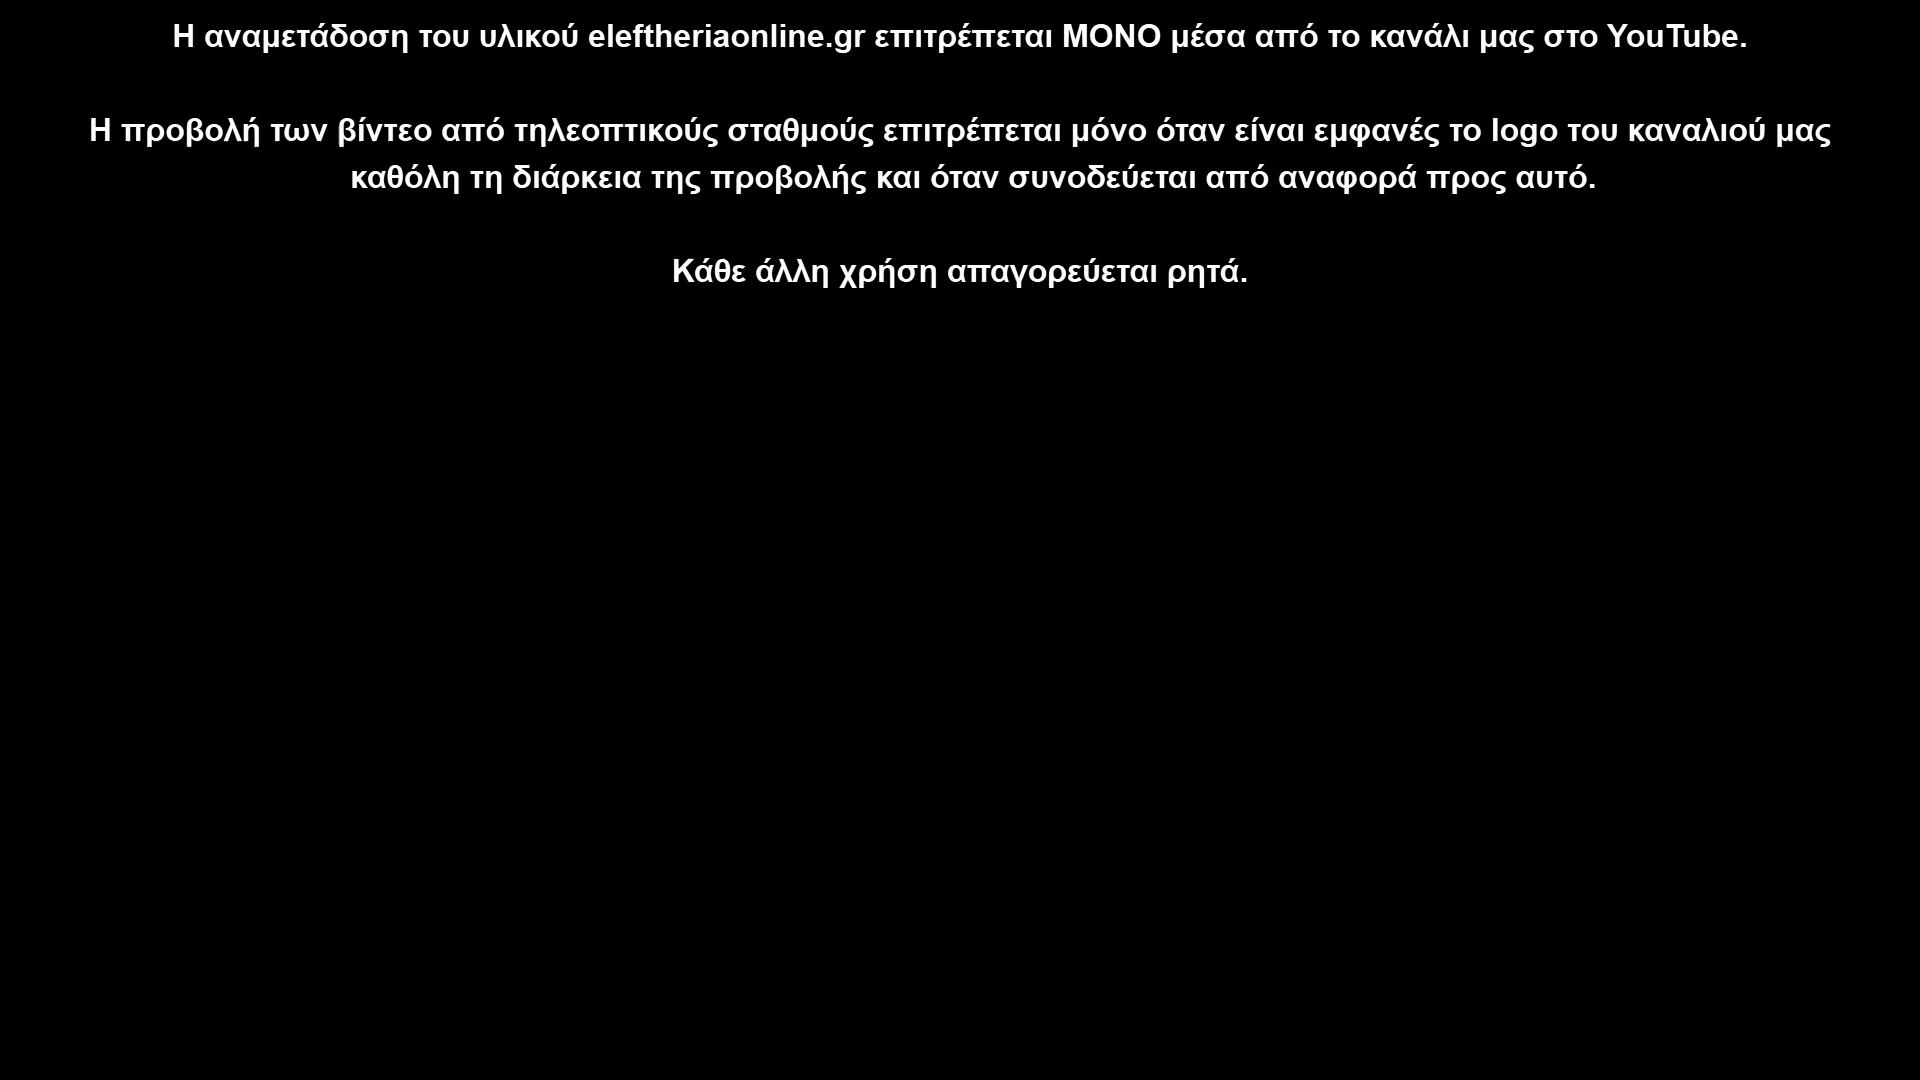 Η αναμετάδοση του υλικού eleftheriaonline.gr επιτρέπεται ΜΟΝΟ μέσα από το κανάλι μας στο YouTube.
Η προβολή των βίντεο από τηλεοπτικούς σταθμούς επιτρέπεται μόνο όταν είναι εμφανές το logo του καναλιού μας
καθόλη τη διάρκεια της προβολής και όταν συνοδεύεται από αναφορά προς αυτό.
Κάθε άλλη χρήση απαγορεύεται ρητά.